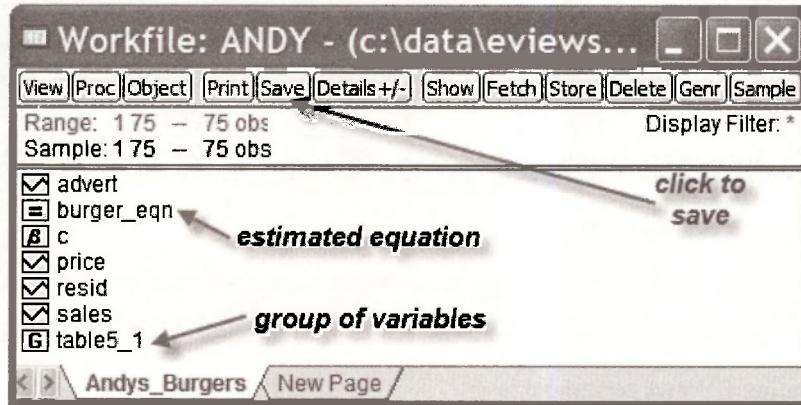 Workfile: ANDY - (c:\data\eviews...
View Proc Object Print Save Details+/- Show Fetch Store Delete Genr Sample
Range: 1 75 – 75 obs
Display Filter: *
Sample: 1 75 – 75 obs
advert
click to
save
= burger_eqn
estimated equation
β c
price
resid
sales
group of variables
G table5_1
< > Andys_Burgers New Page